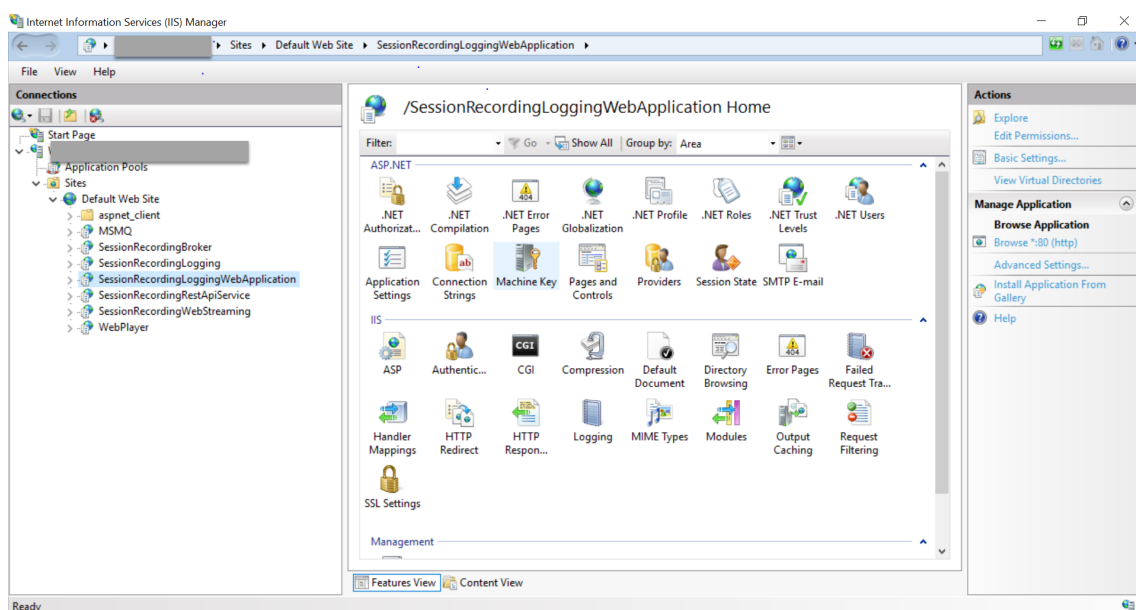 Internet Information Services (IIS) Manager
Sites Default Web Site SessionRecordingLoggingWebApplication
File View Help
Connections
Start Page
Application Pools
Sites
Default Web Site
aspnet_client
MSMQ
SessionRecordingBroker
SessionRecordingLogging
SessionRecordingLoggingWebApplication
SessionRecordingRestApiService
SessionRecordingWebStreaming
WebPlayer
/SessionRecordingLoggingWebApplication Home
Filter: Go Show All Group by: Area
ASP.NET
.NET Authorizat...
.NET Compilation
.NET Error Pages
.NET Globalization
.NET Profile
.NET Roles
.NET Trust Levels
.NET Users
Application Settings
Connection Strings
Machine Key
Pages and Controls
Providers
Session State
SMTP E-mail
IIS
ASP
Authentic...
CGI
CGI
Compression
Default Document
Directory Browsing
404
Error Pages
Failed Request Tra...
Handler Mappings
HTTP Redirect
HTTP Respon...
Logging
MIME Types
Modules
Output Caching
Request Filtering
SSL Settings
Management
Features View Content View
Actions
Explore
Edit Permissions...
Basic Settings...
View Virtual Directories
Manage Application
Browse Application
Browse *:80 (http)
Advanced Settings...
Install Application From
Gallery
Help
Ready